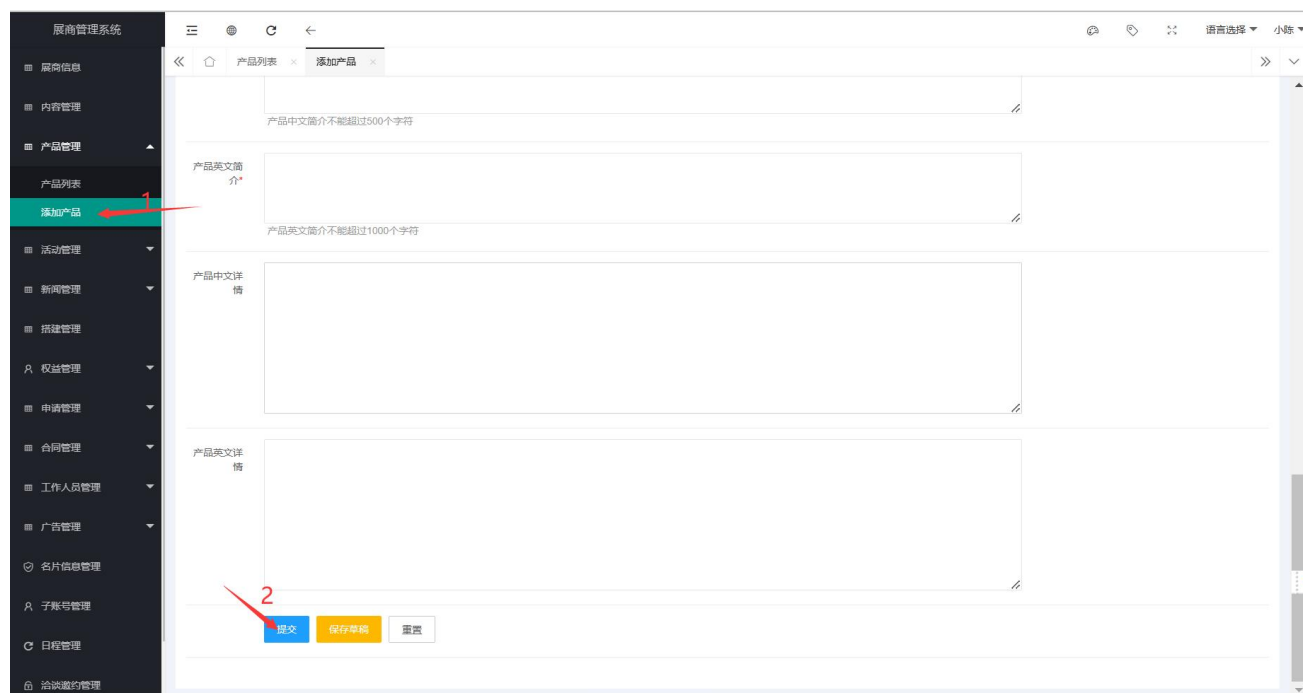 展商管理系统
语言选择
小陈
产品列表
添加产品
展商信息
内容管理
产品管理
产品列表
添加产品
活动管理
新闻管理
搭建管理
权益管理
申请管理
合同管理
工作人员管理
广告管理
名片信息管理
子账号管理
日程管理
洽谈邀约管理
1
产品中文简介不能超过500个字符
产品英文简
介*
产品英文简介不能超过1000个字符
产品中文详
情
产品英文详
情
2
提交
保存草稿
重置